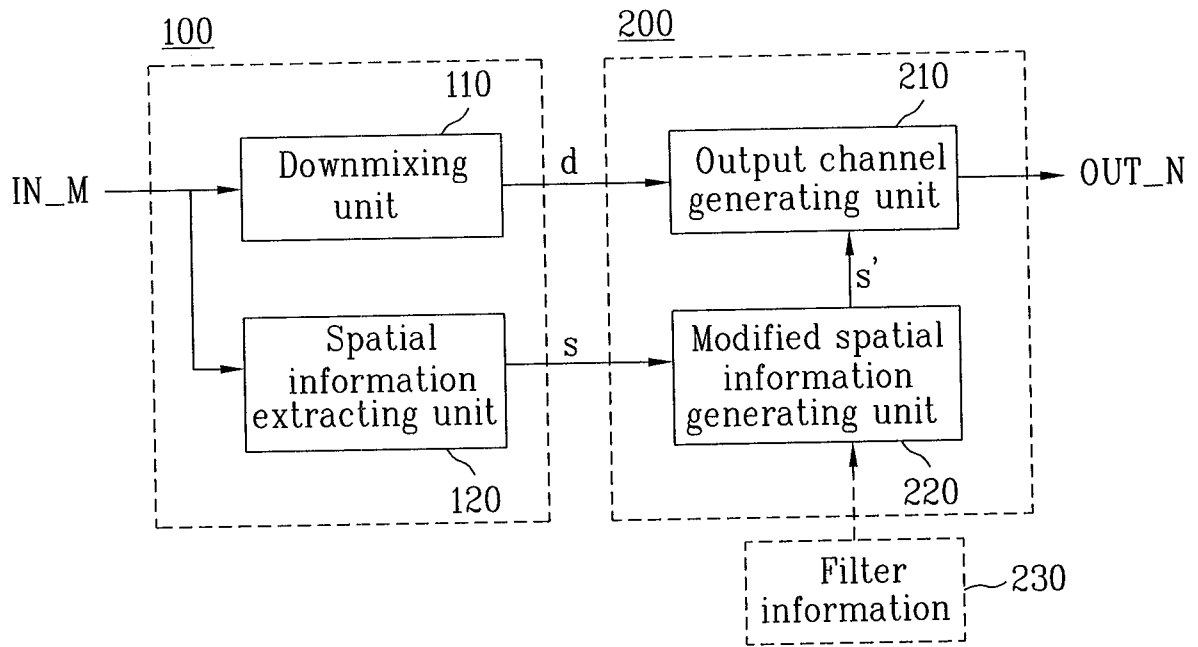 100
200
110
210
Downmixing
unit
d
Output channel
generating unit
IN_M
OUT_N
s'
Spatial
information
extracting unit
s
Modified spatial
information
generating unit
120
220
Filter
information
230